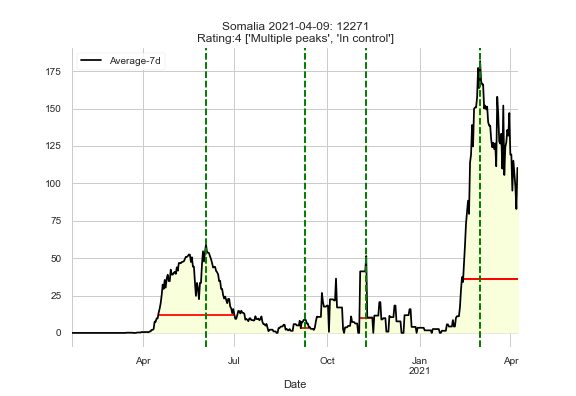 Somalia 2021-04-09: 12271
Rating:4 ['Multiple peaks', 'In control']
Average-7d
175
150
125
100
75
50
25
0
Apr
Jul
Oct
Jan
2021
Apr
Date